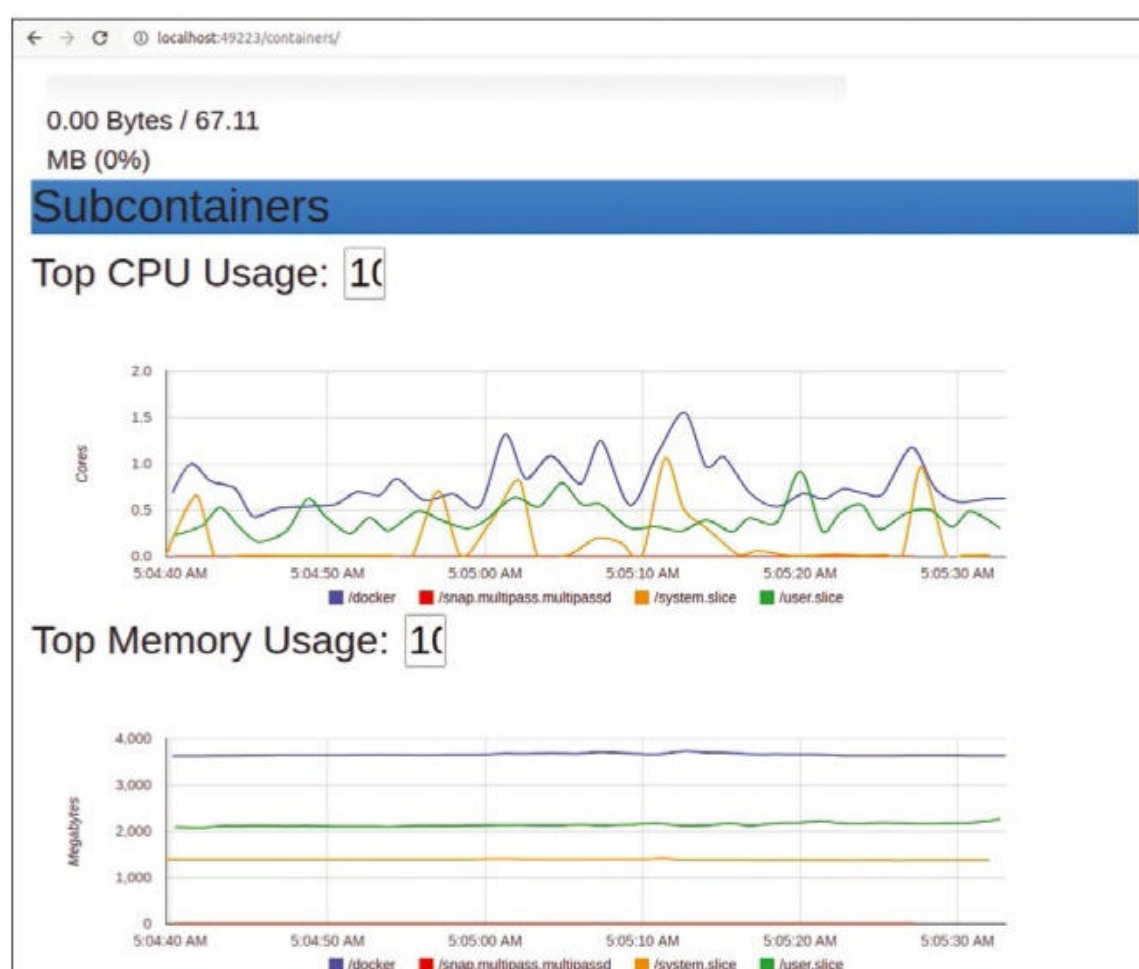 localhost:49223/containers/
0.00 Bytes / 67.11
MB (0%)
Subcontainers
Top CPU Usage: 10
2.0
1.5
1.0
0.5
0.0
Cores
5:04:40 AM 5:04:50 AM 5:05:00 AM 5:05:10 AM 5:05:20 AM 5:05:30 AM
/docker /snap.multipass.multipassd /system.slice /user.slice
Top Memory Usage: 10
4,000
3,000
2,000
1,000
0
Megabytes
5:04:40 AM 5:04:50 AM 5:05:00 AM 5:05:10 AM 5:05:20 AM 5:05:30 AM
/docker /snap.multipass.multipassd /system.slice /user.slice